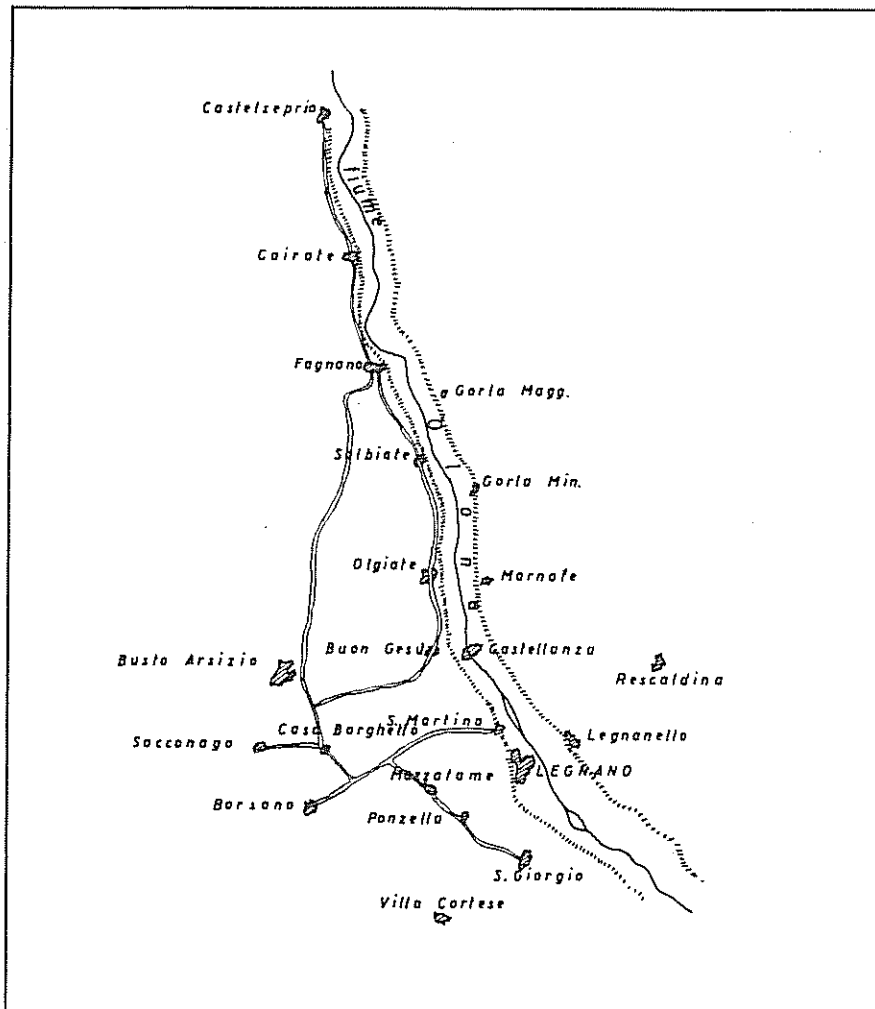 Castelseprio
fiume
Cairate
Fagnano
Gorla Magg.
Solbiate
Gorla Min.
Olona
Olgiate
Marnate
Buon Gesù
Castellanza
Busto Arsizio
Rescaldina
Casa Borghetto
S. Martino
Sacconago
Legnanello
LEGNANO
Mazzafame
Borsano
Ponzella
S. Giorgio
Villa Cortese